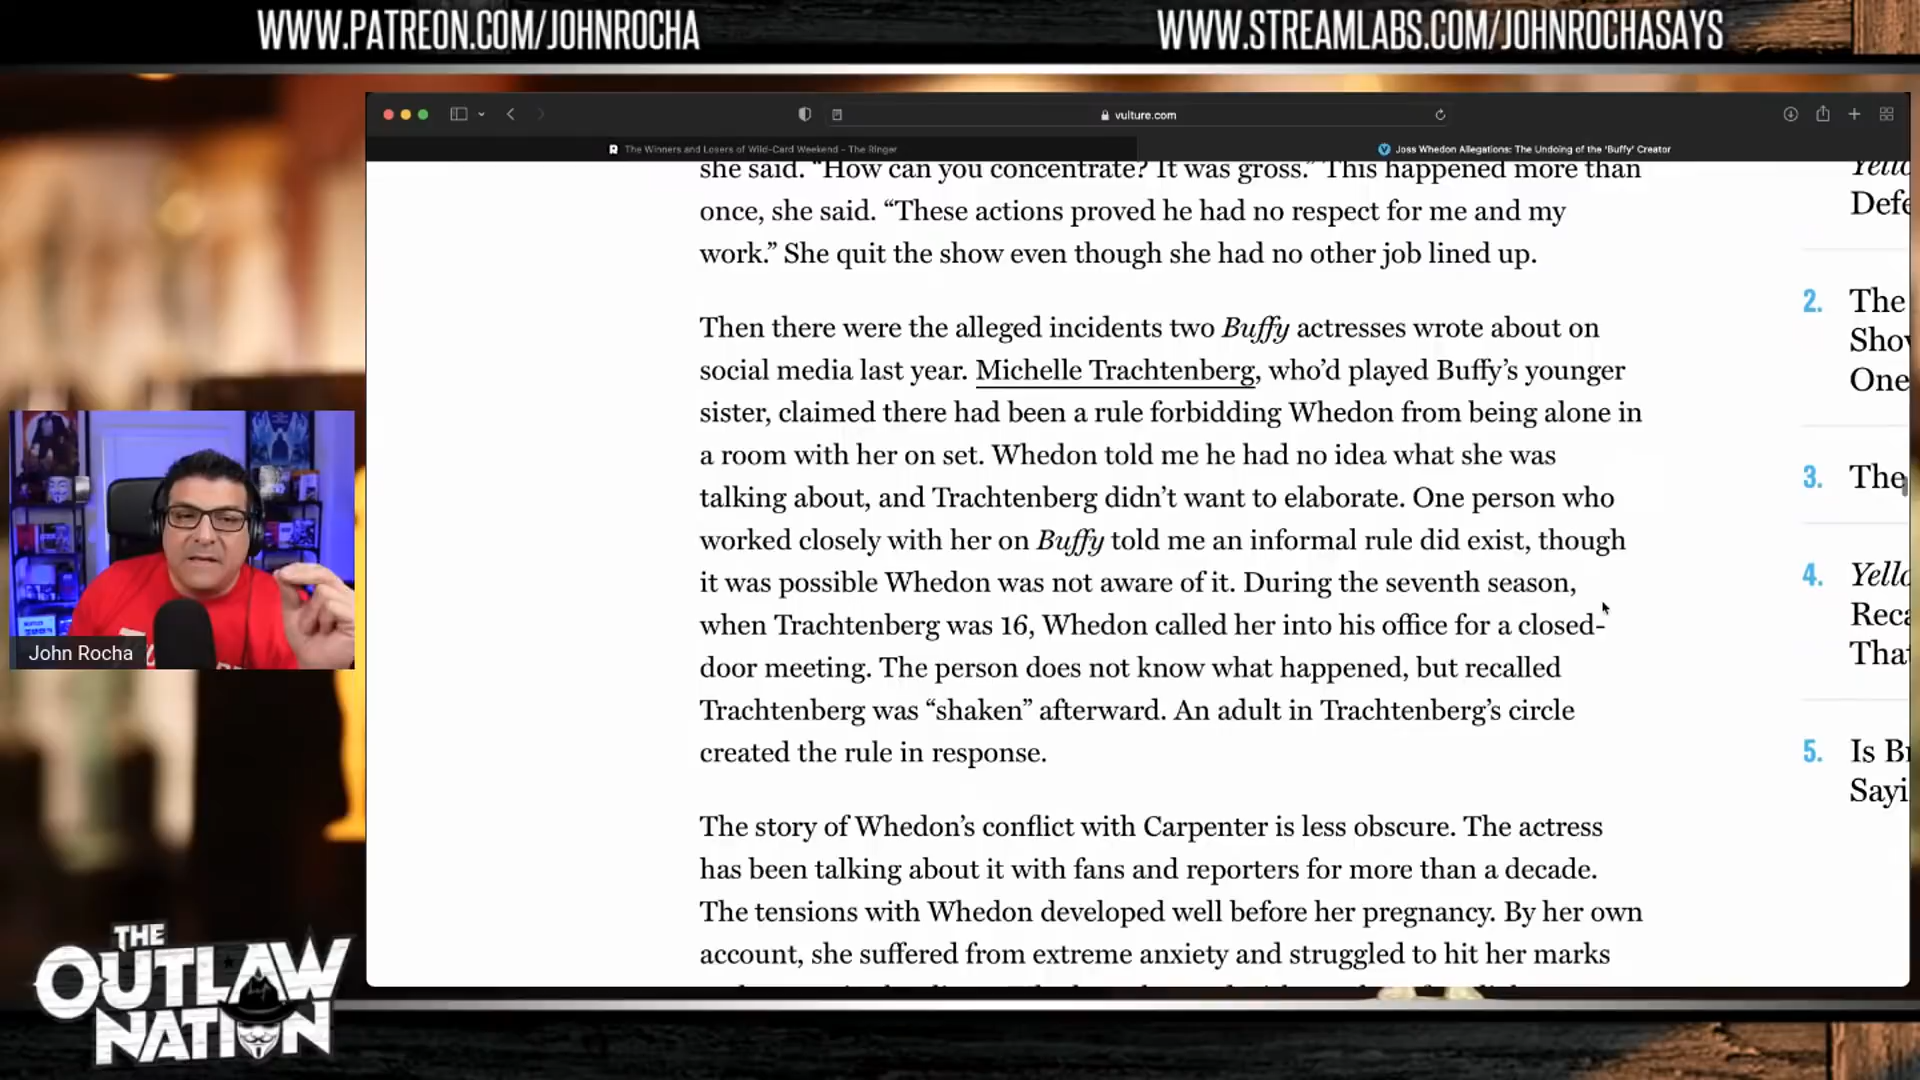 WWW.PATREON.COM/JOHNROCHA
WWW.STREAMLABS.COM/JOHNROCHASAYS
vulture.com
The Winners and Losers of Wild-Card Weekend - The Ringer
Joss Whedon Allegations: The Undoing of the ‘Buffy’ Creator
she said. “How can you concentrate? It was gross.” This happened more than
once, she said. “These actions proved he had no respect for me and my
work.” She quit the show even though she had no other job lined up.
Then there were the alleged incidents two Buffy actresses wrote about on
social media last year. Michelle Trachtenberg, who’d played Buffy’s younger
sister, claimed there had been a rule forbidding Whedon from being alone in
a room with her on set. Whedon told me he had no idea what she was
talking about, and Trachtenberg didn’t want to elaborate. One person who
worked closely with her on Buffy told me an informal rule did exist, though
it was possible Whedon was not aware of it. During the seventh season,
when Trachtenberg was 16, Whedon called her into his office for a closed-
door meeting. The person does not know what happened, but recalled
Trachtenberg was “shaken” afterward. An adult in Trachtenberg’s circle
created the rule in response.
The story of Whedon’s conflict with Carpenter is less obscure. The actress
has been talking about it with fans and reporters for more than a decade.
The tensions with Whedon developed well before her pregnancy. By her own
account, she suffered from extreme anxiety and struggled to hit her marks
2. The
3. The
4.
5. Is
John Rocha
THE
OUTLAW
NATION